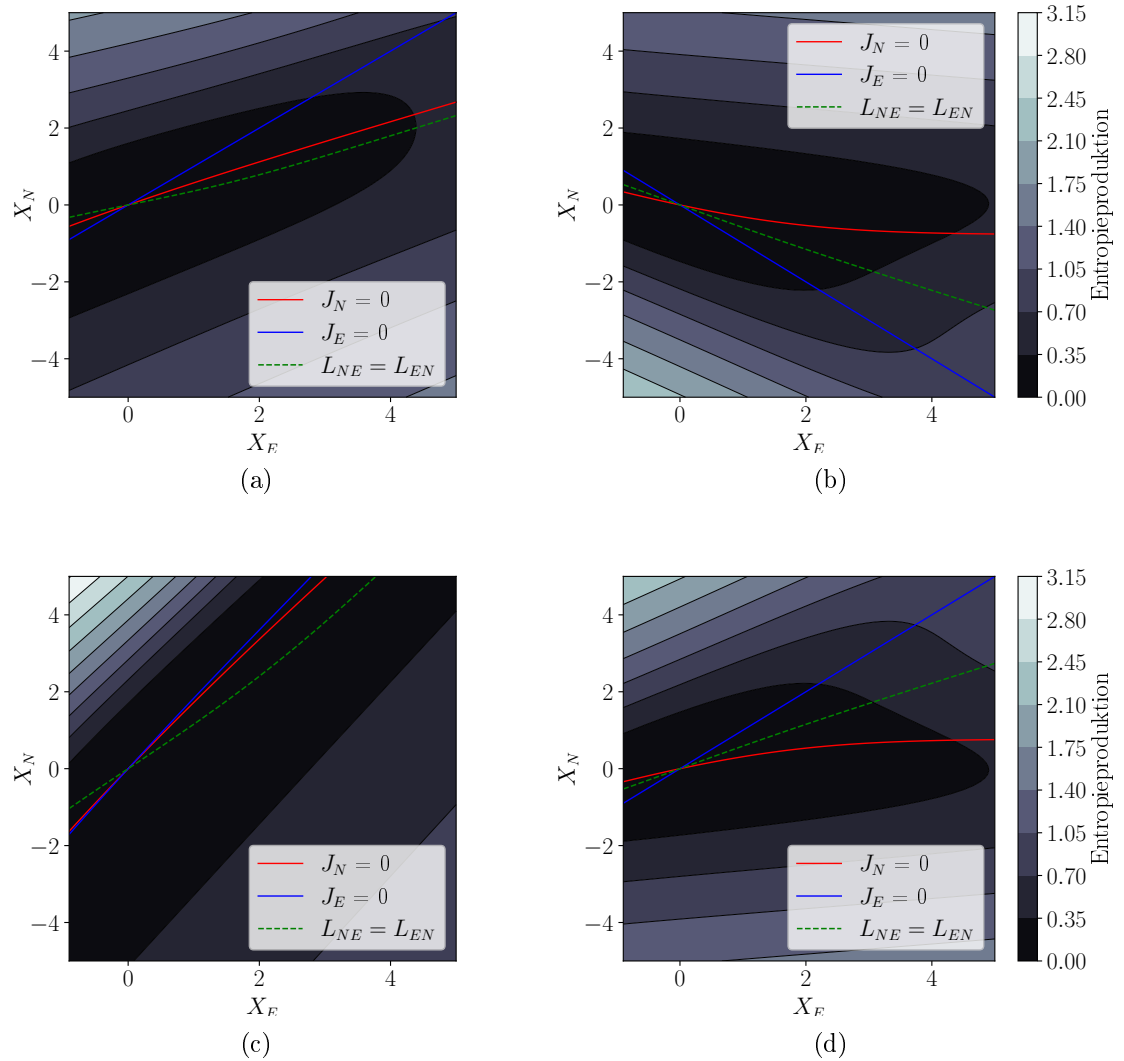 4
2
0
−2
−4
X_N
0
2
4
X_E
J_N = 0
J_E = 0
L_NE = L_EN
(a)
4
2
0
−2
−4
X_N
0
2
4
X_E
J_N = 0
J_E = 0
L_NE = L_EN
(b)
3.15
2.80
2.45
2.10
1.75
1.40
1.05
0.70
0.35
0.00
Entropieproduktion
4
2
0
−2
−4
X_N
0
2
4
X_E
J_N = 0
J_E = 0
L_NE = L_EN
(c)
4
2
0
−2
−4
X_N
0
2
4
X_E
J_N = 0
J_E = 0
L_NE = L_EN
(d)
3.15
2.80
2.45
2.10
1.75
1.40
1.05
0.70
0.35
0.00
Entropieproduktion